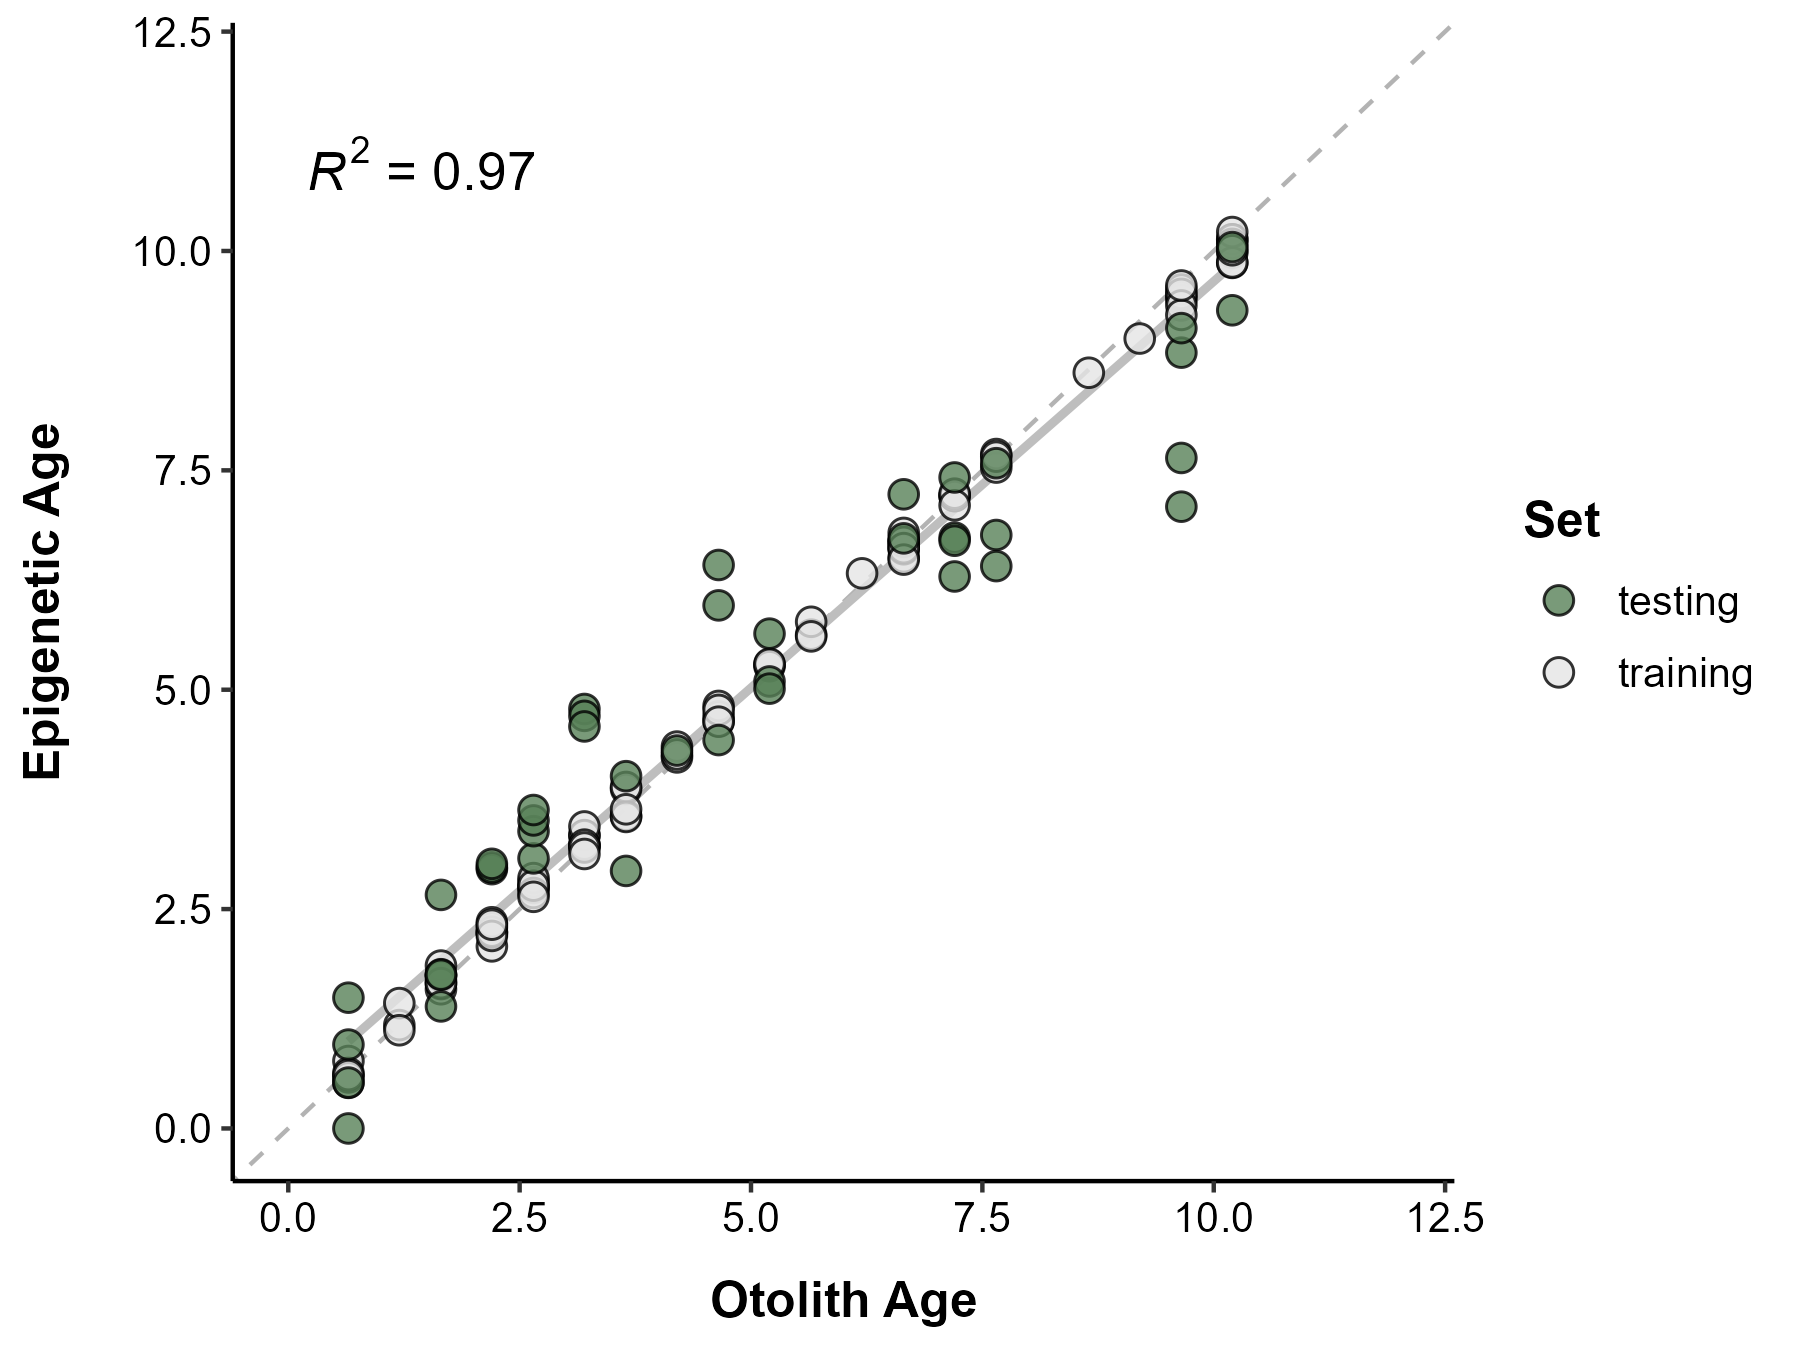 12.5
10.0
7.5
5.0
2.5
0.0
Epigenetic Age
R² = 0.97
0.0 2.5 5.0 7.5 10.0 12.5
Otolith Age
Set
testing
training